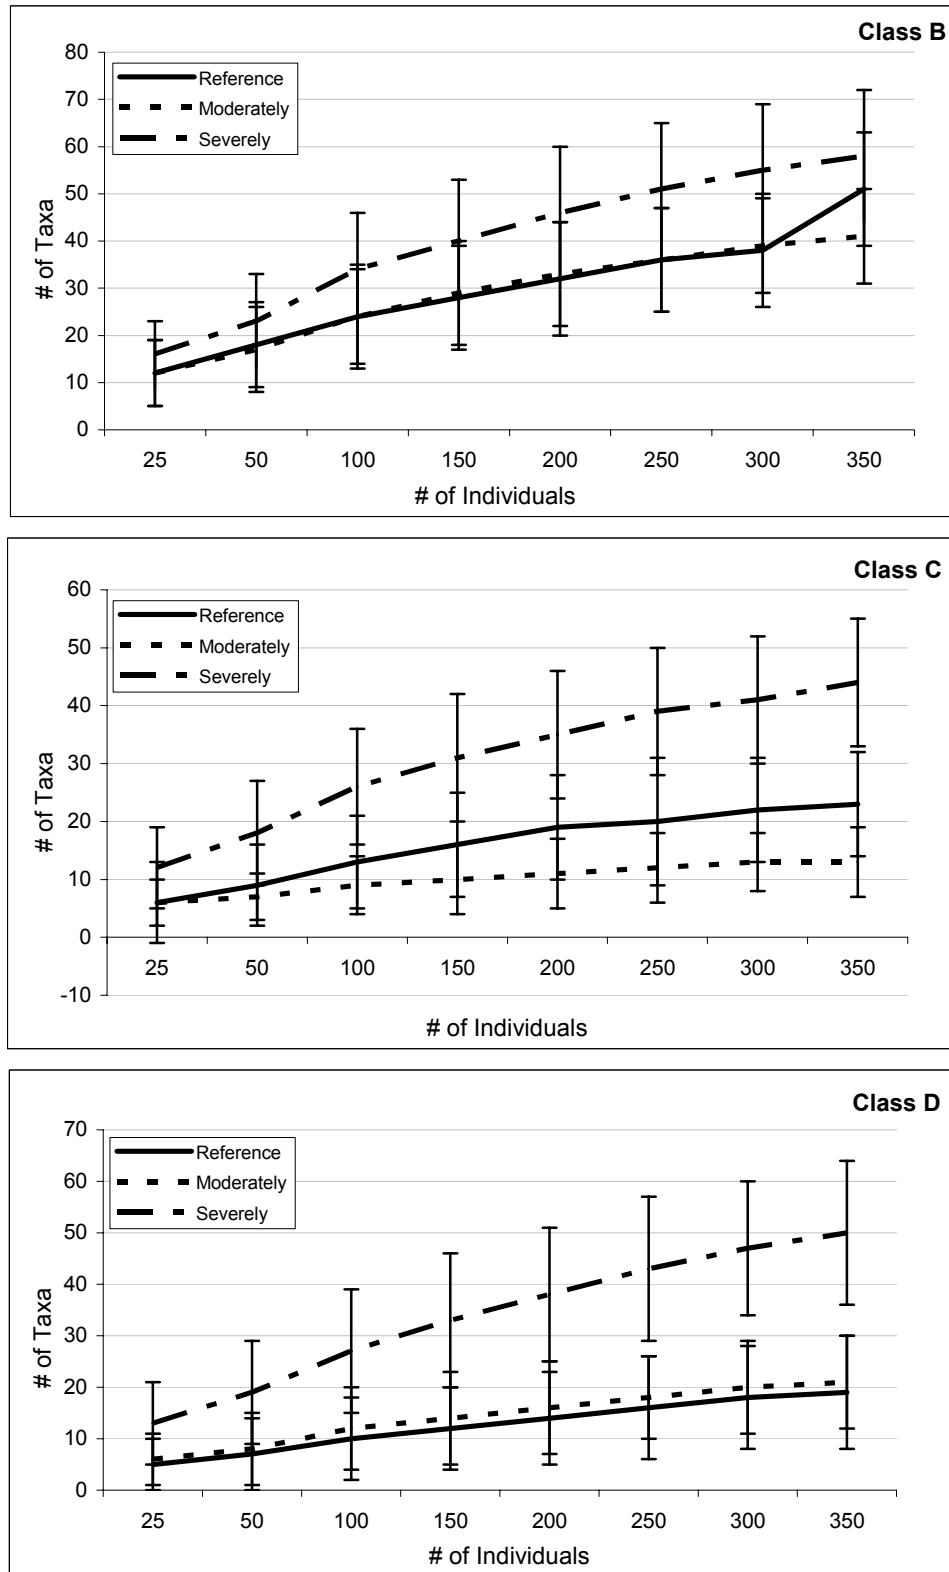 Class B
80
70
60
50
40
30
20
10
0
# of Taxa
Reference
Moderately
Severely
25 50 100 150 200 250 300 350
# of Individuals
Class C
60
50
40
30
20
10
0
-10
# of Taxa
Reference
Moderately
Severely
25 50 100 150 200 250 300 350
# of Individuals
Class D
70
60
50
40
30
20
10
0
# of Taxa
Reference
Moderately
Severely
25 50 100 150 200 250 300 350
# of Individuals